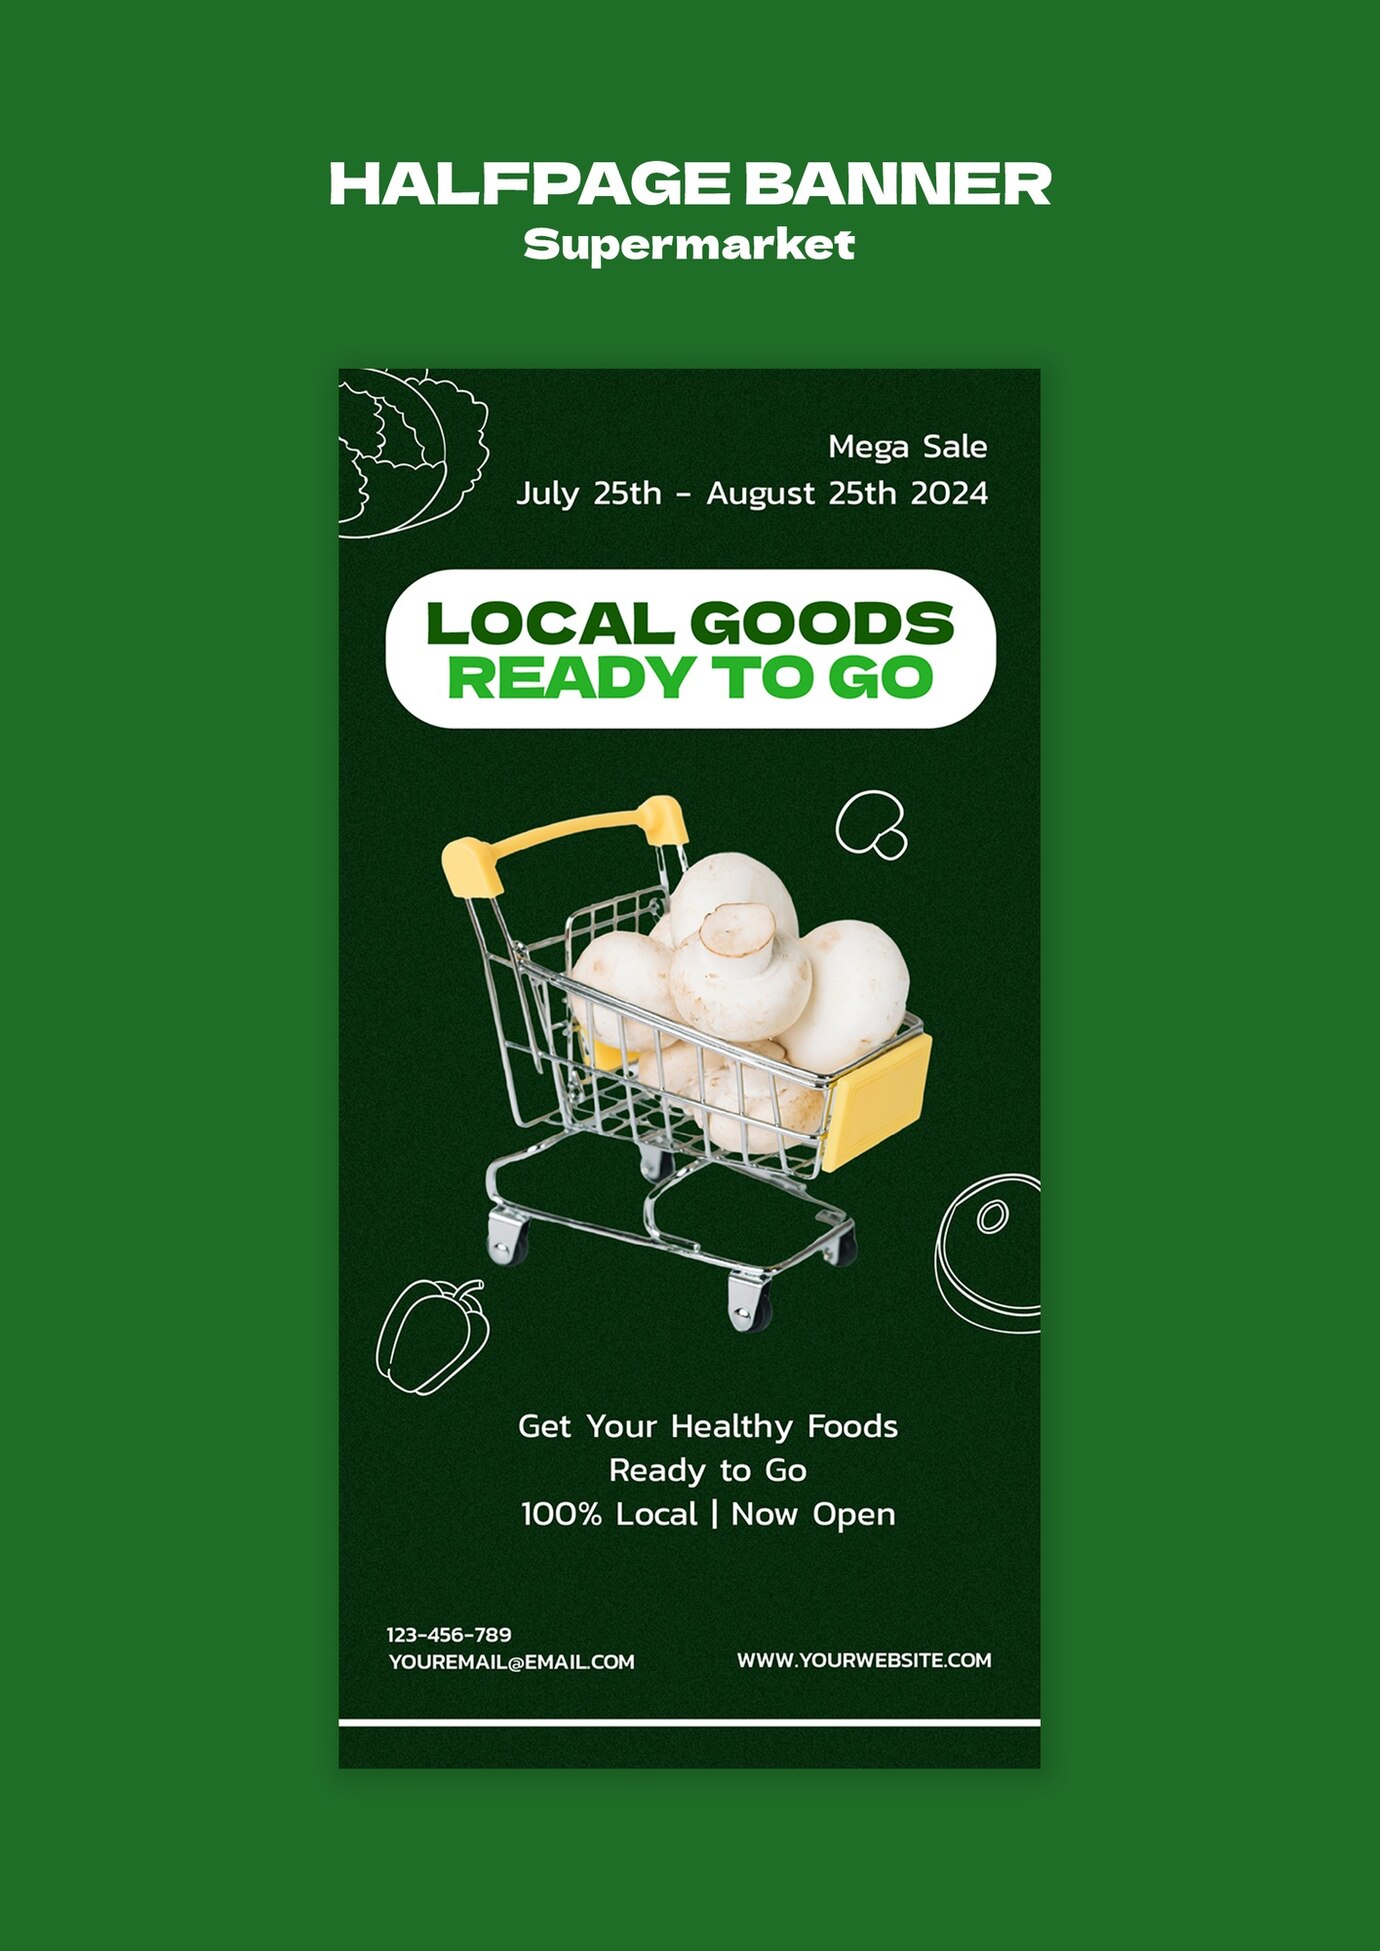 HALFPAGE BANNER
Supermarket
Mega Sale
July 25th - August 25th 2024
LOCAL GOODS
READY TO GO
Get Your Healthy Foods
Ready to Go
100% Local | Now Open
123-456-789
YOUREMAIL@EMAIL.COM
WWW.YOURWEBSITE.COM